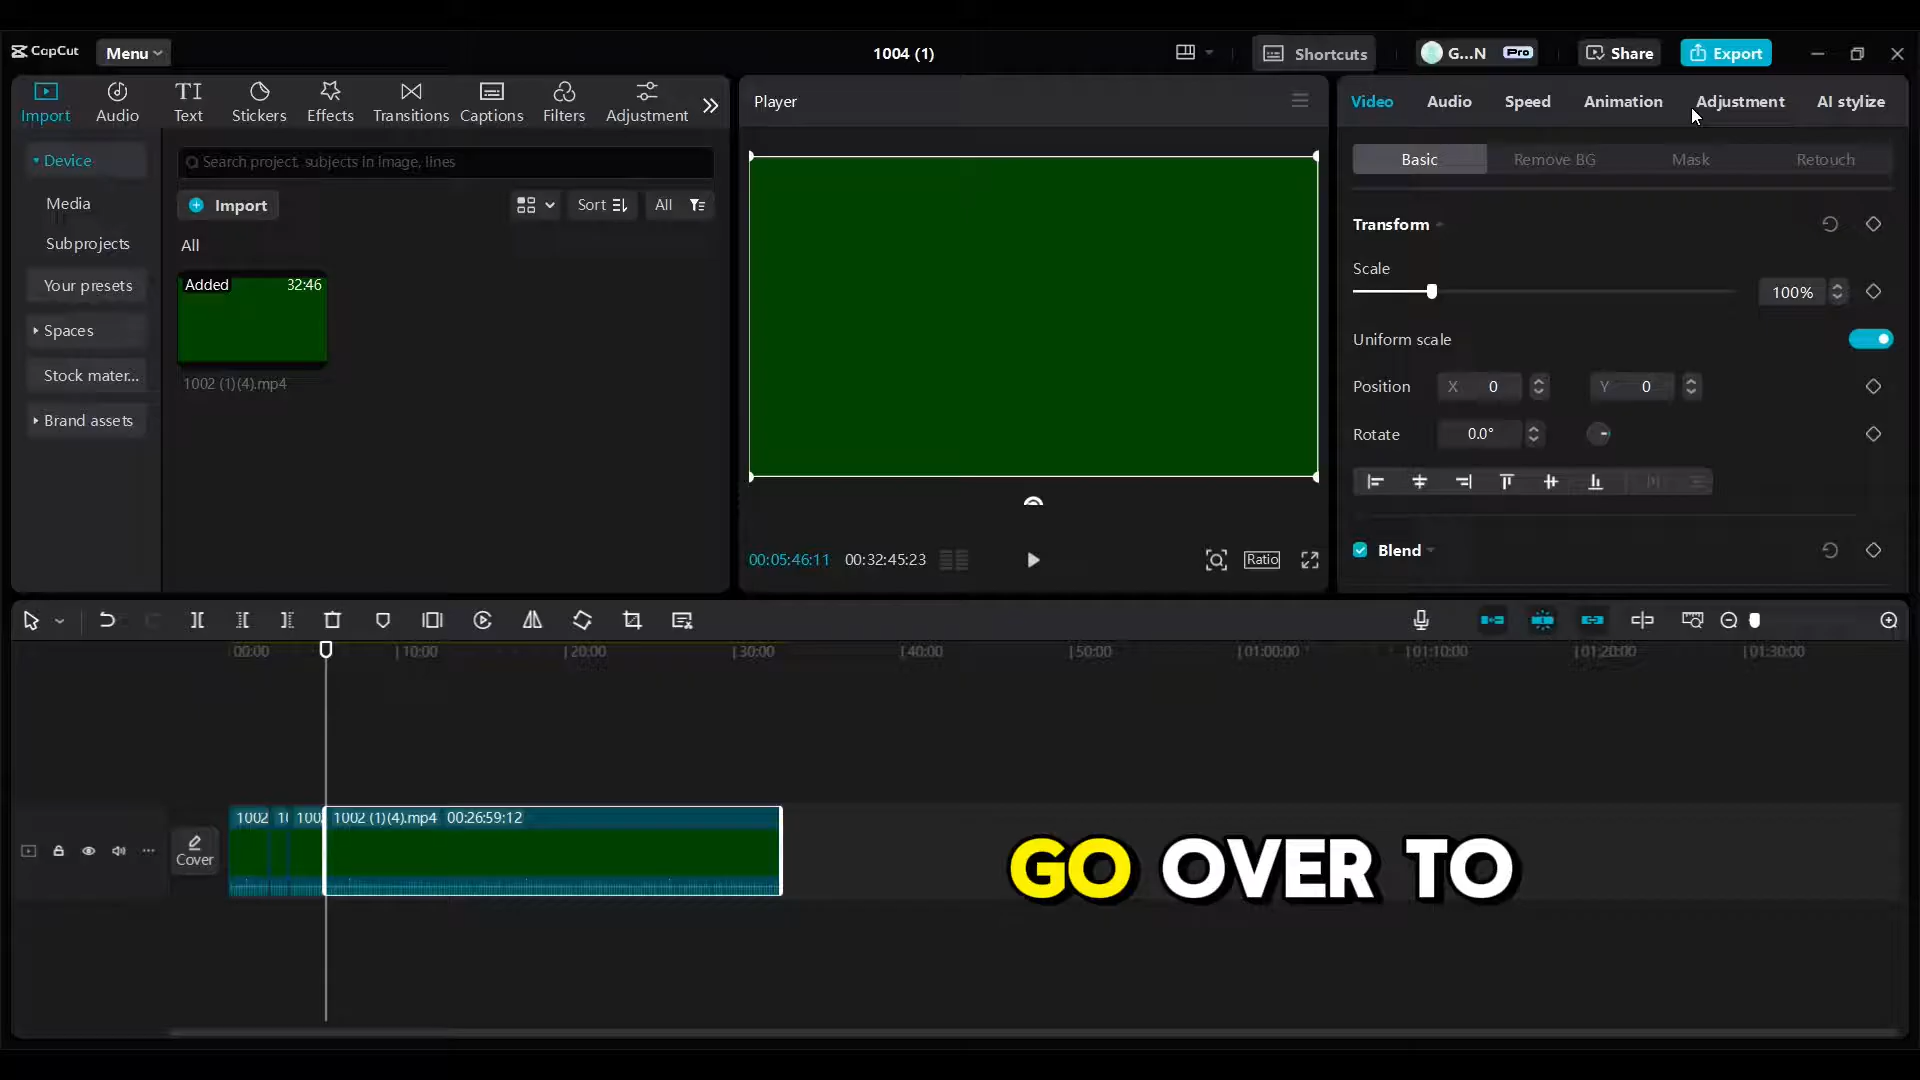 CapCut
Menu
1004 (1)
Shortcuts
G...N
Pro
Share
Export
Import
Audio
Text
Stickers
Effects
Transitions
Captions
Filters
Adjustment
Device
Media
Subprojects
Your presets
Spaces
Stock mater...
Brand assets
Search project, subjects in image, lines
Import
Sort
All
All
Added
32:46
1002 (1)(4).mp4
Player
00:05:46:11
00:32:45:23
Ratio
Video
Audio
Speed
Animation
Adjustment
AI stylize
Basic
Remove BG
Mask
Retouch
Transform
Scale
100%
Uniform scale
Position
X 0
Y 0
Rotate
0.0°
Blend
00:00
10:00
20:00
30:00
40:00
50:00
01:00:00
01:10:00
01:20:00
01:30:00
Cover
1002
10
100
1002 (1)(4).mp4 00:26:59:12
GO OVER TO